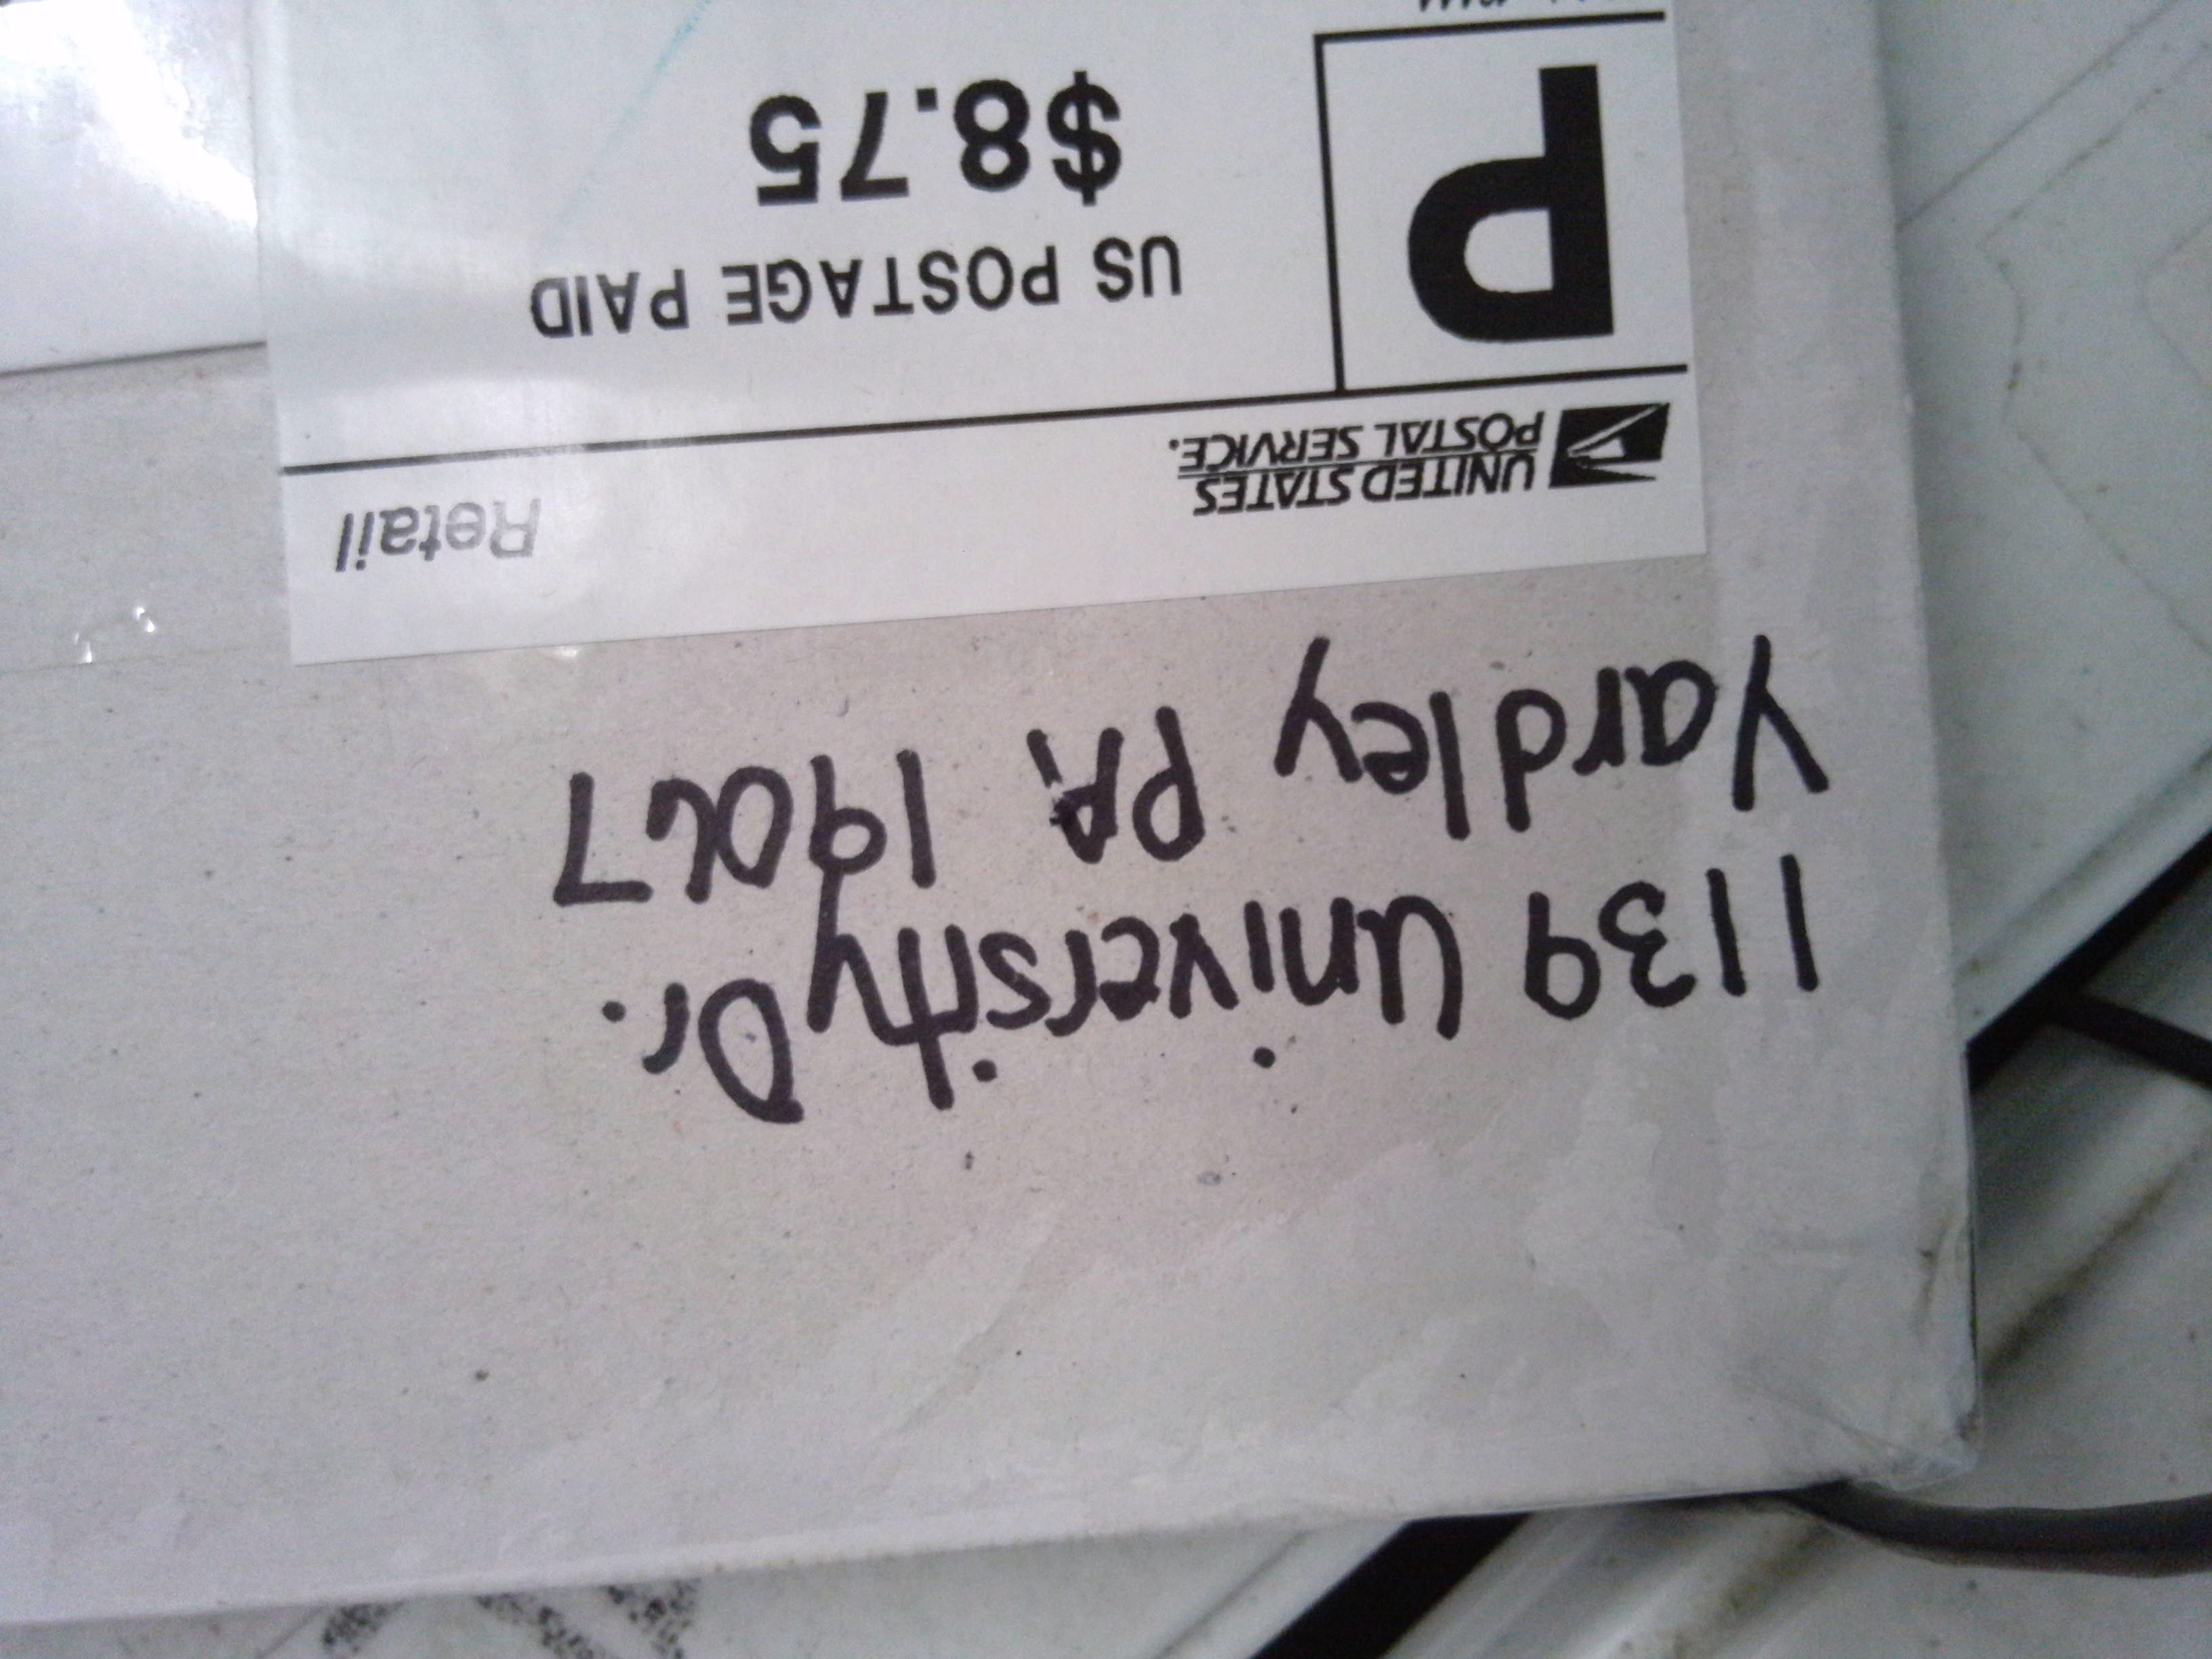 1139 University Dr.
Yardley PA 19067
Retail
UNITED STATES
POSTAL SERVICE.
P
US POSTAGE PAID
$8.75